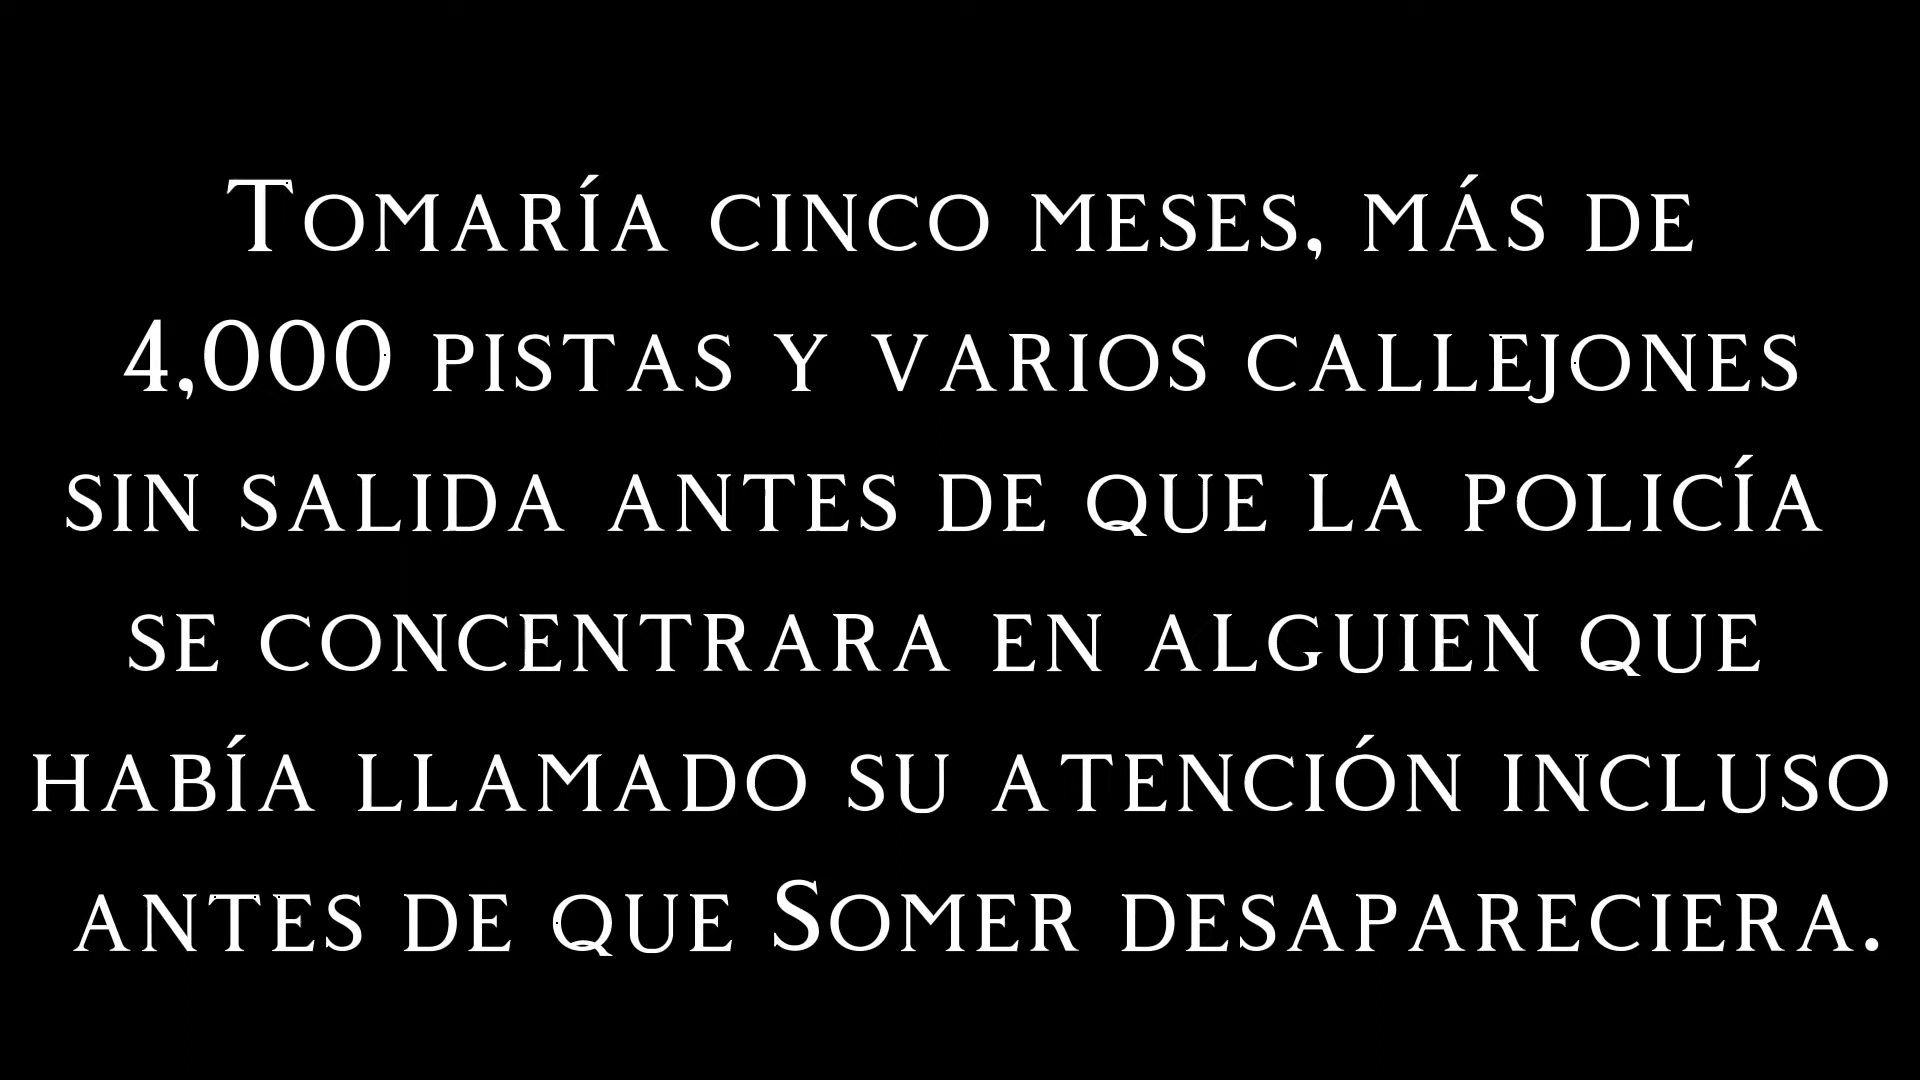 Tomaría cinco meses, más de
4,000 pistas y varios callejones
sin salida antes de que la policía
se concentrara en alguien que
había llamado su atención incluso
antes de que Somer desapareciera.